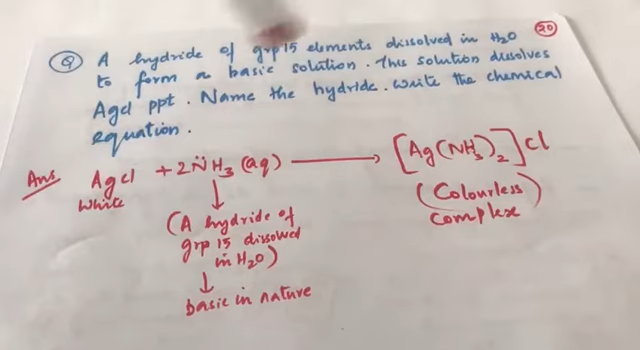 20
Q A hydride of grp 15 elements dissolved in H2O
to form a basic solution. This solution dissolves
AgCl ppt. Name the hydride. Write the chemical
equation.
Ans AgCl + 2N̈H3 (aq) → [Ag(NH3)2]Cl
White
(Colourless)
complex
↓
(A hydride of
grp 15 dissolved
in H2O)
↓
basic in nature